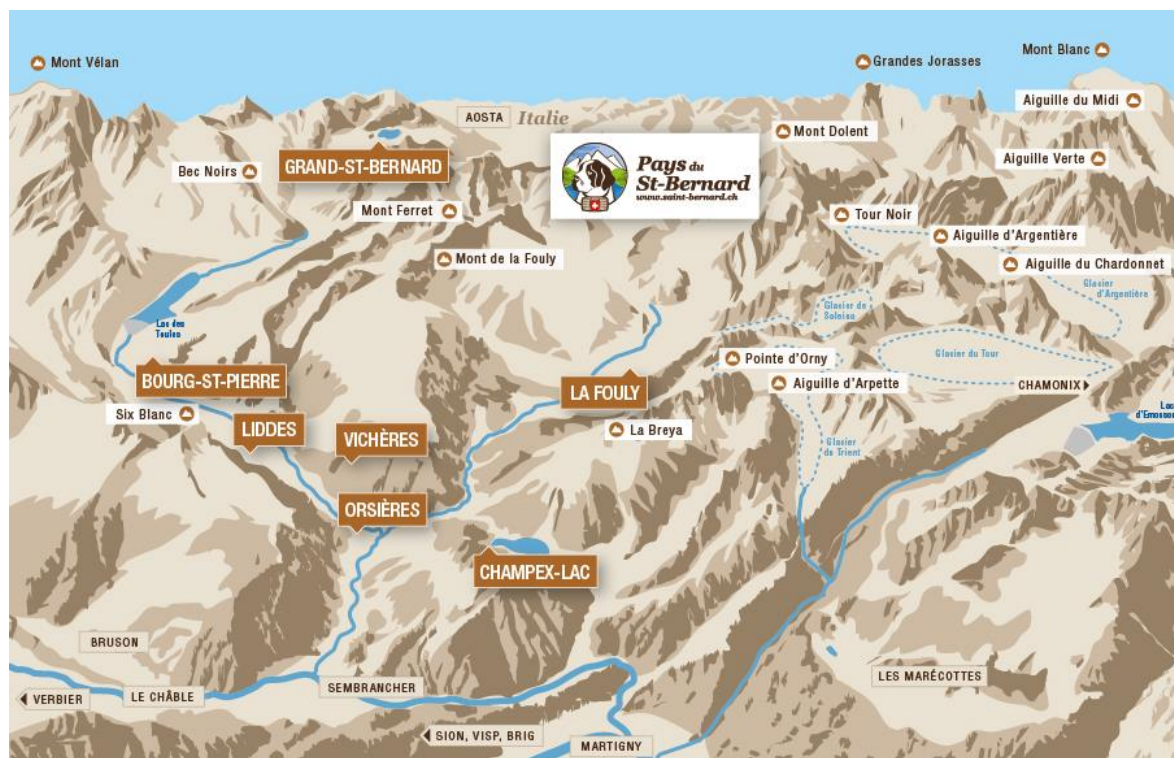 Mont Vélan
Grandes Jorasses
Mont Blanc
Aiguille du Midi
AOSTA Italie
Mont Dolent
Bec Noirs
GRAND-ST-BERNARD
Pays du
St-Bernard
www.saint-bernard.ch
Aiguille Verte
Mont Ferret
Tour Noir
Aiguille d'Argentière
Mont de la Fouly
Aiguille du Chardonnet
Glacier
d'Argentière
Glacier de
Lac des
Glacier du Tour
Pointe d'Orny
BOURG-ST-PIERRE
LA FOULY
Aiguille d'Arpette
CHAMONIX
Six Blanc
LIDDES
VICHÈRES
La Breya
Lac
d'Emosson
Glacier
de Trient
ORSIÈRES
CHAMPEX-LAC
BRUSON
LES MARÉCOTTES
VERBIER
LE CHÂBLE
SEMBRANCHER
SION, VISP, BRIG
MARTIGNY